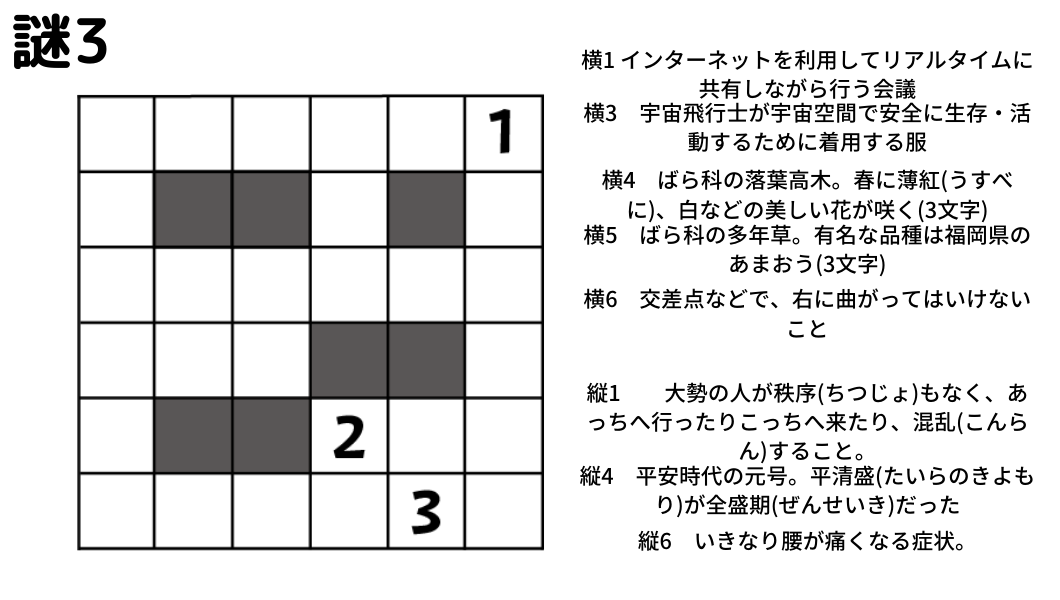 謎3
1
2
3
横1 インターネットを利用してリアルタイムに
共有しながら行う会議
横3　宇宙飛行士が宇宙空間で安全に生存・活
動するために着用する服
横4　ばら科の落葉高木。春に薄紅(うすべ
に)、白などの美しい花が咲く(3文字)
横5　ばら科の多年草。有名な品種は福岡県の
あまおう(3文字)
横6　交差点などで、右に曲がってはいけない
こと
縦1　　大勢の人が秩序(ちつじょ)もなく、あ
っちへ行ったりこっちへ来たり、混乱(こんら
ん)すること。
縦4　平安時代の元号。平清盛(たいらのきよも
り)が全盛期(ぜんせいき)だった
縦6　いきなり腰が痛くなる症状。